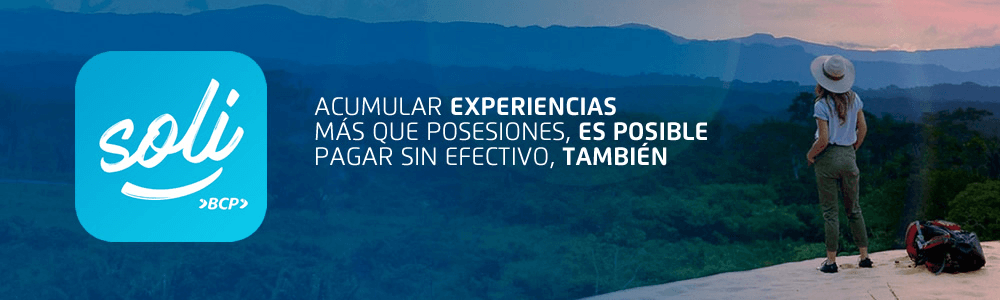 soli
>BCP>
ACUMULAR EXPERIENCIAS
MÁS QUE POSESIONES, ES POSIBLE
PAGAR SIN EFECTIVO, TAMBIÉN